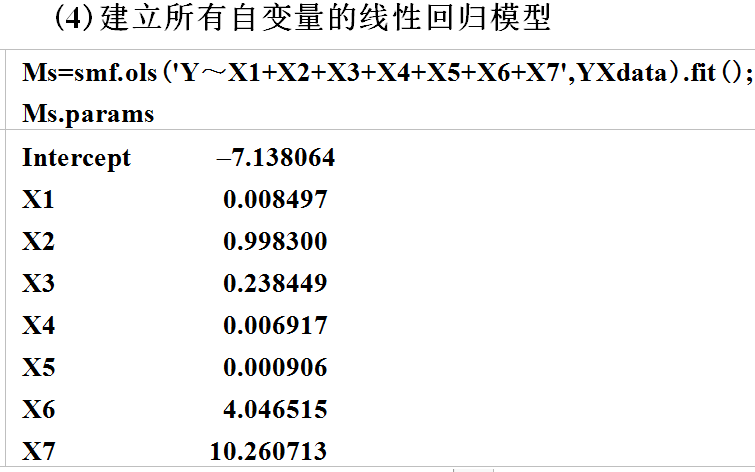 (4)建立所有自变量的线性回归模型
Ms=smf.ols('Y～X1+X2+X3+X4+X5+X6+X7',YXdata).fit();
Ms.params
Intercept –7.138064
X1 0.008497
X2 0.998300
X3 0.238449
X4 0.006917
X5 0.000906
X6 4.046515
X7 10.260713